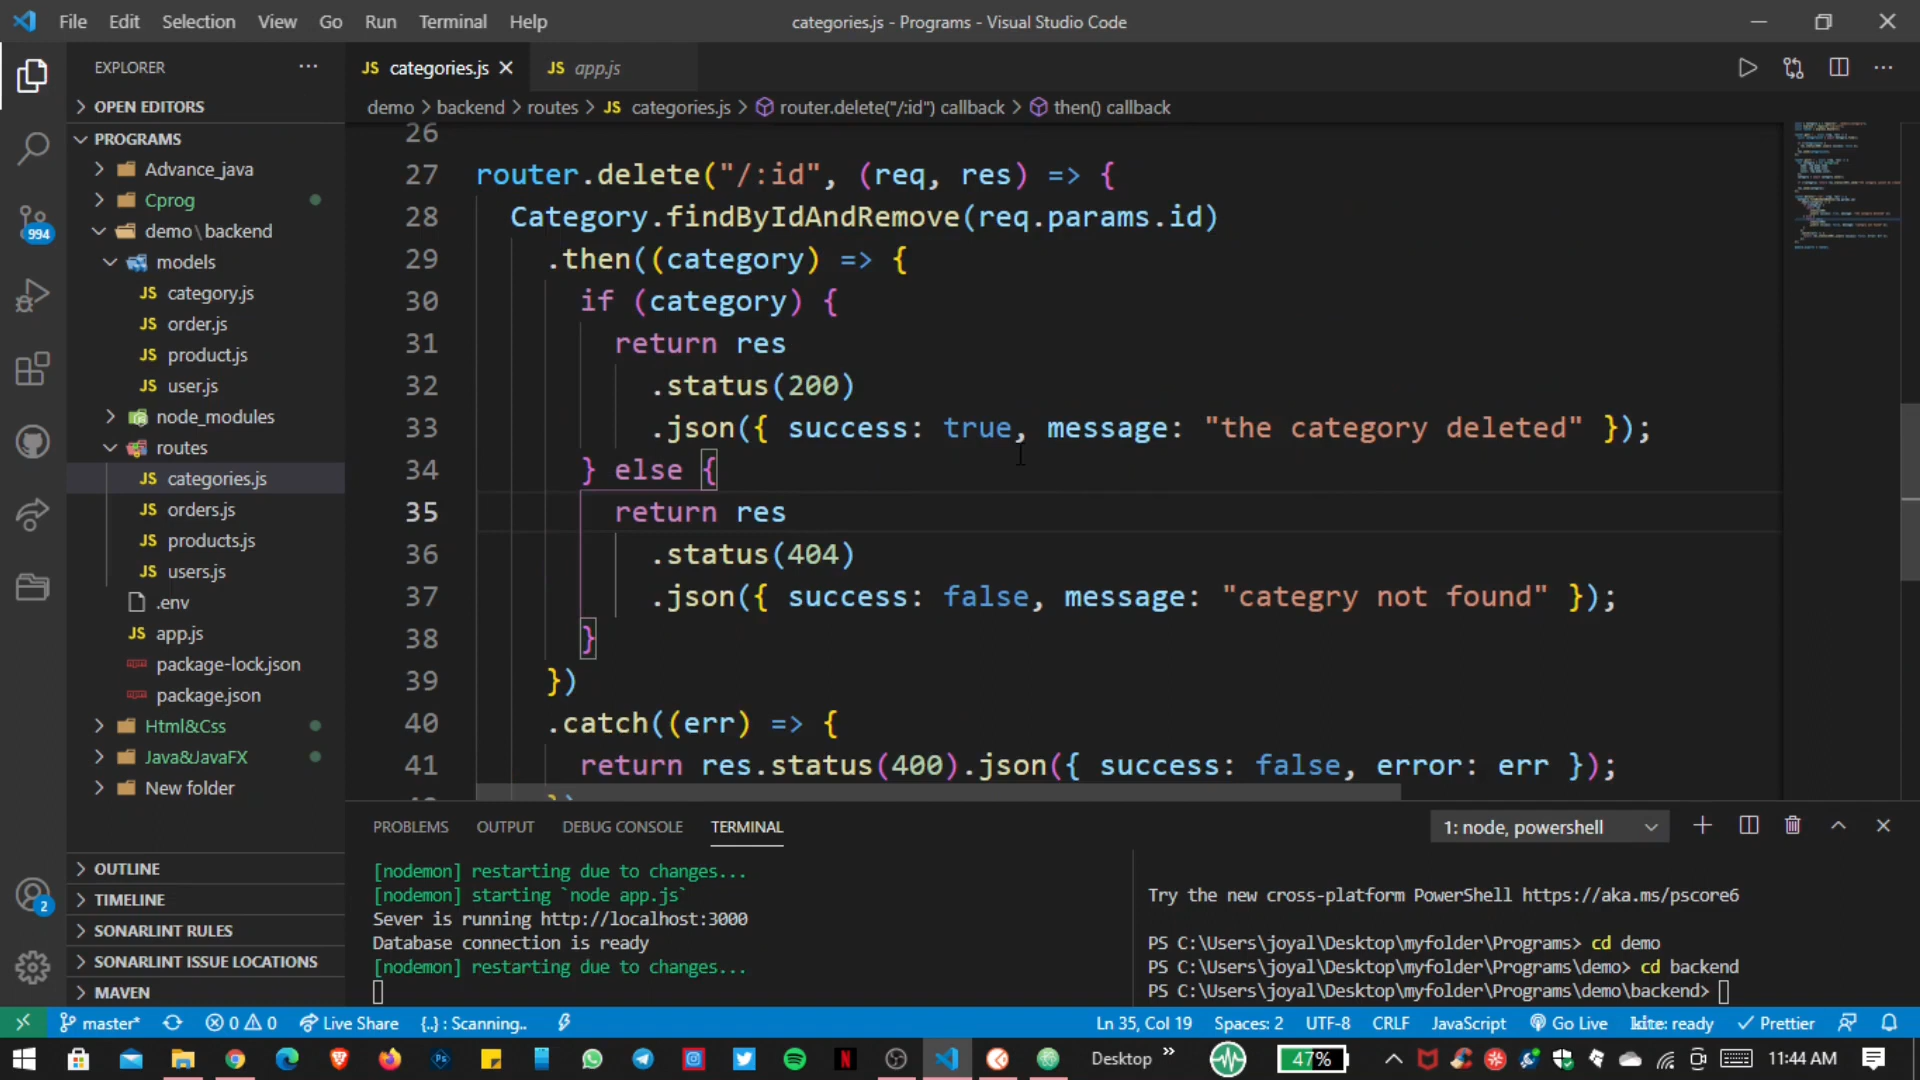 File Edit Selection View Go Run Terminal Help
categories.js - Programs - Visual Studio Code
EXPLORER
JS categories.js
JS app.js
OPEN EDITORS
demo > backend > routes > JS categories.js > router.delete("/:id") callback > then() callback
PROGRAMS
Advance_java
Cprog
demo \ backend
models
JS category.js
JS order.js
JS product.js
JS user.js
node_modules
routes
JS categories.js
JS orders.js
JS products.js
JS users.js
.env
JS app.js
package-lock.json
package.json
Html&Css
Java&JavaFX
New folder
OUTLINE
TIMELINE
SONARLINT RULES
SONARLINT ISSUE LOCATIONS
MAVEN
994
2
26
27 router.delete("/:id", (req, res) => {
28 Category.findByIdAndRemove(req.params.id)
29 .then((category) => {
30 if (category) {
31 return res
32 .status(200)
33 .json({ success: true, message: "the category deleted" });
34 } else {
35 return res
36 .status(404)
37 .json({ success: false, message: "categry not found" });
38 }
39 })
40 .catch((err) => {
41 return res.status(400).json({ success: false, error: err });
PROBLEMS OUTPUT DEBUG CONSOLE TERMINAL
1: node, powershell
[nodemon] restarting due to changes...
[nodemon] starting `node app.js`
Sever is running http://localhost:3000
Database connection is ready
[nodemon] restarting due to changes...
Try the new cross-platform PowerShell https://aka.ms/pscore6
PS C:\Users\joyal\Desktop\myfolder\Programs> cd demo
PS C:\Users\joyal\Desktop\myfolder\Programs\demo> cd backend
PS C:\Users\joyal\Desktop\myfolder\Programs\demo\backend>
master* 0 0 Live Share {..} : Scanning..
Ln 35, Col 19 Spaces: 2 UTF-8 CRLF JavaScript Go Live kite: ready Prettier
Desktop
47%
11:44 AM